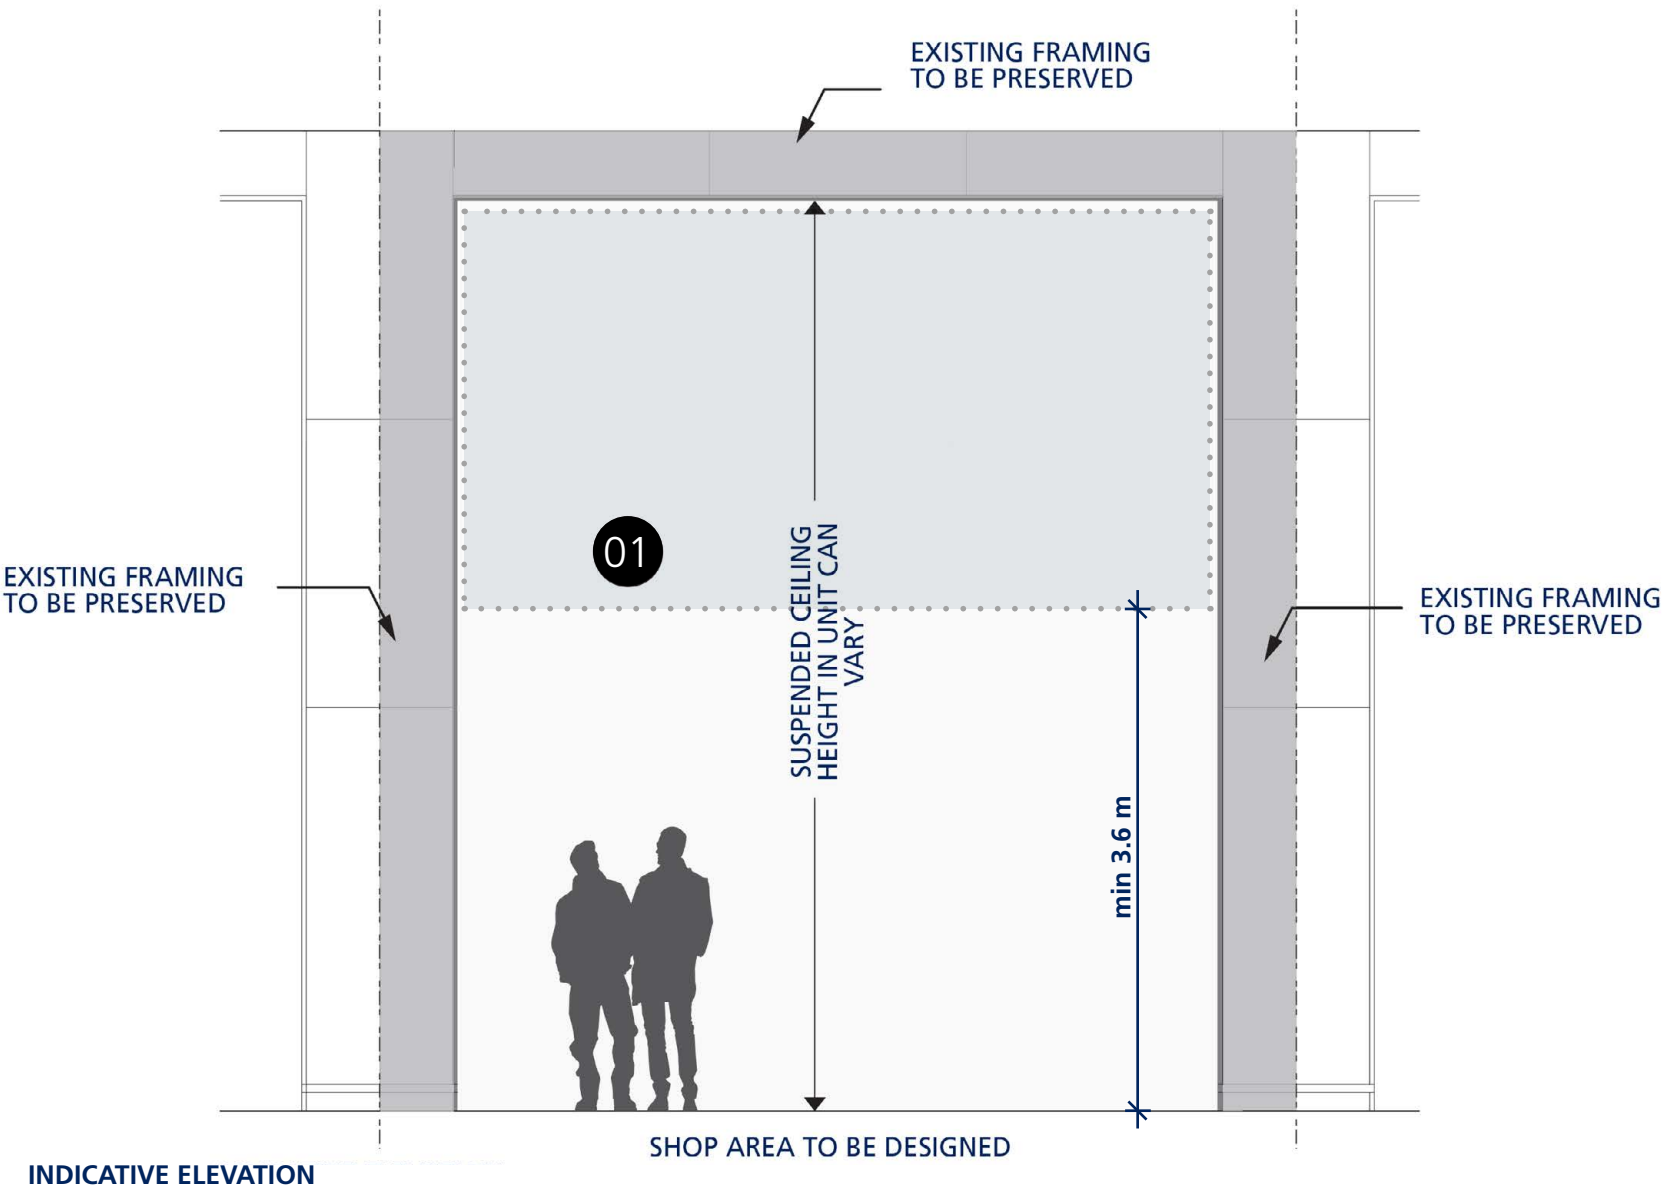 EXISTING FRAMING
TO BE PRESERVED
01
SUSPENDED CEILING
HEIGHT IN UNIT CAN
VARY
EXISTING FRAMING
TO BE PRESERVED
EXISTING FRAMING
TO BE PRESERVED
min 3.6 m
SHOP AREA TO BE DESIGNED
INDICATIVE ELEVATION